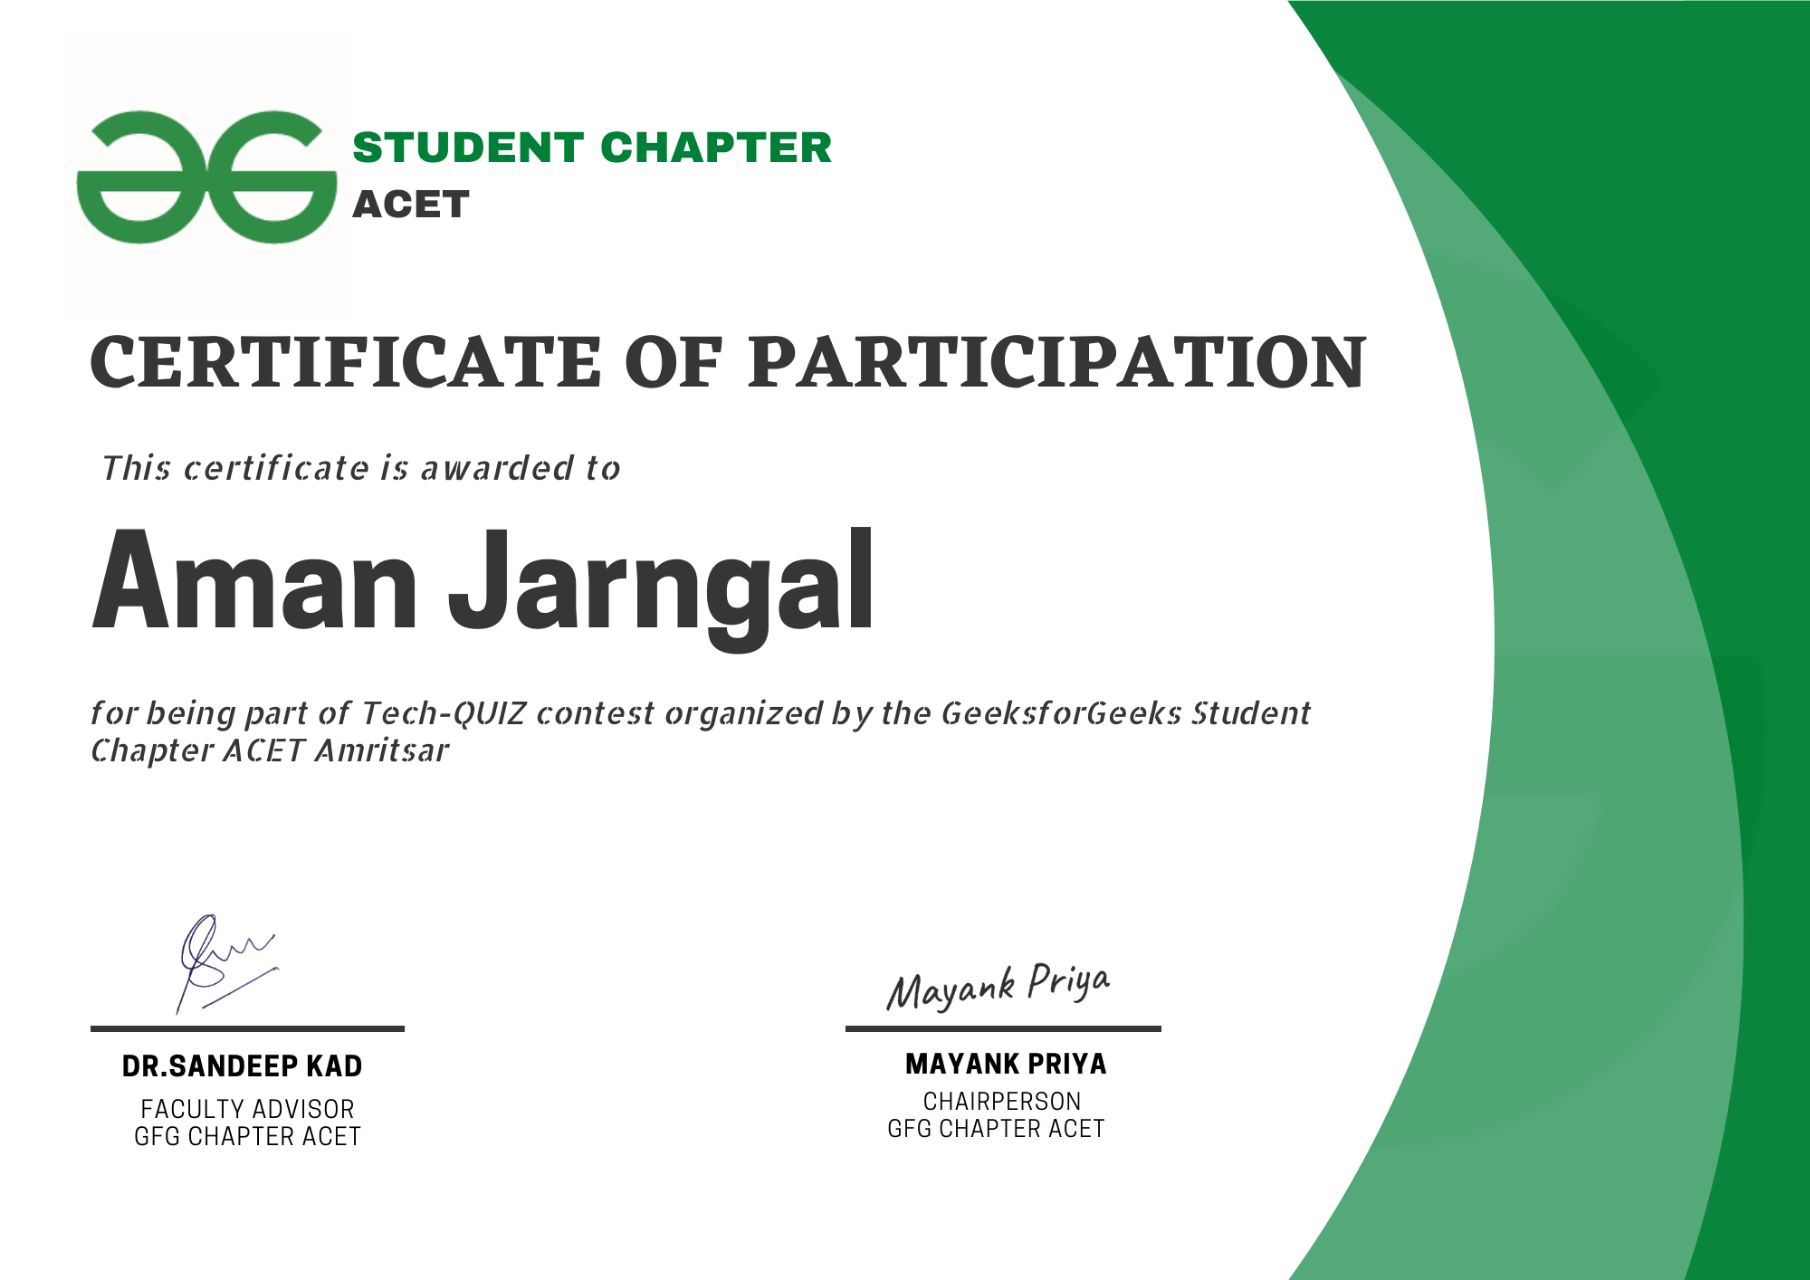 STUDENT CHAPTER
ACET
CERTIFICATE OF PARTICIPATION
This certificate is awarded to
Aman Jarngal
for being part of Tech-QUIZ contest organized by the GeeksforGeeks Student
Chapter ACET Amritsar
Mayank Priya
DR.SANDEEP KAD
MAYANK PRIYA
FACULTY ADVISOR
CHAIRPERSON
GFG CHAPTER ACET
GFG CHAPTER ACET